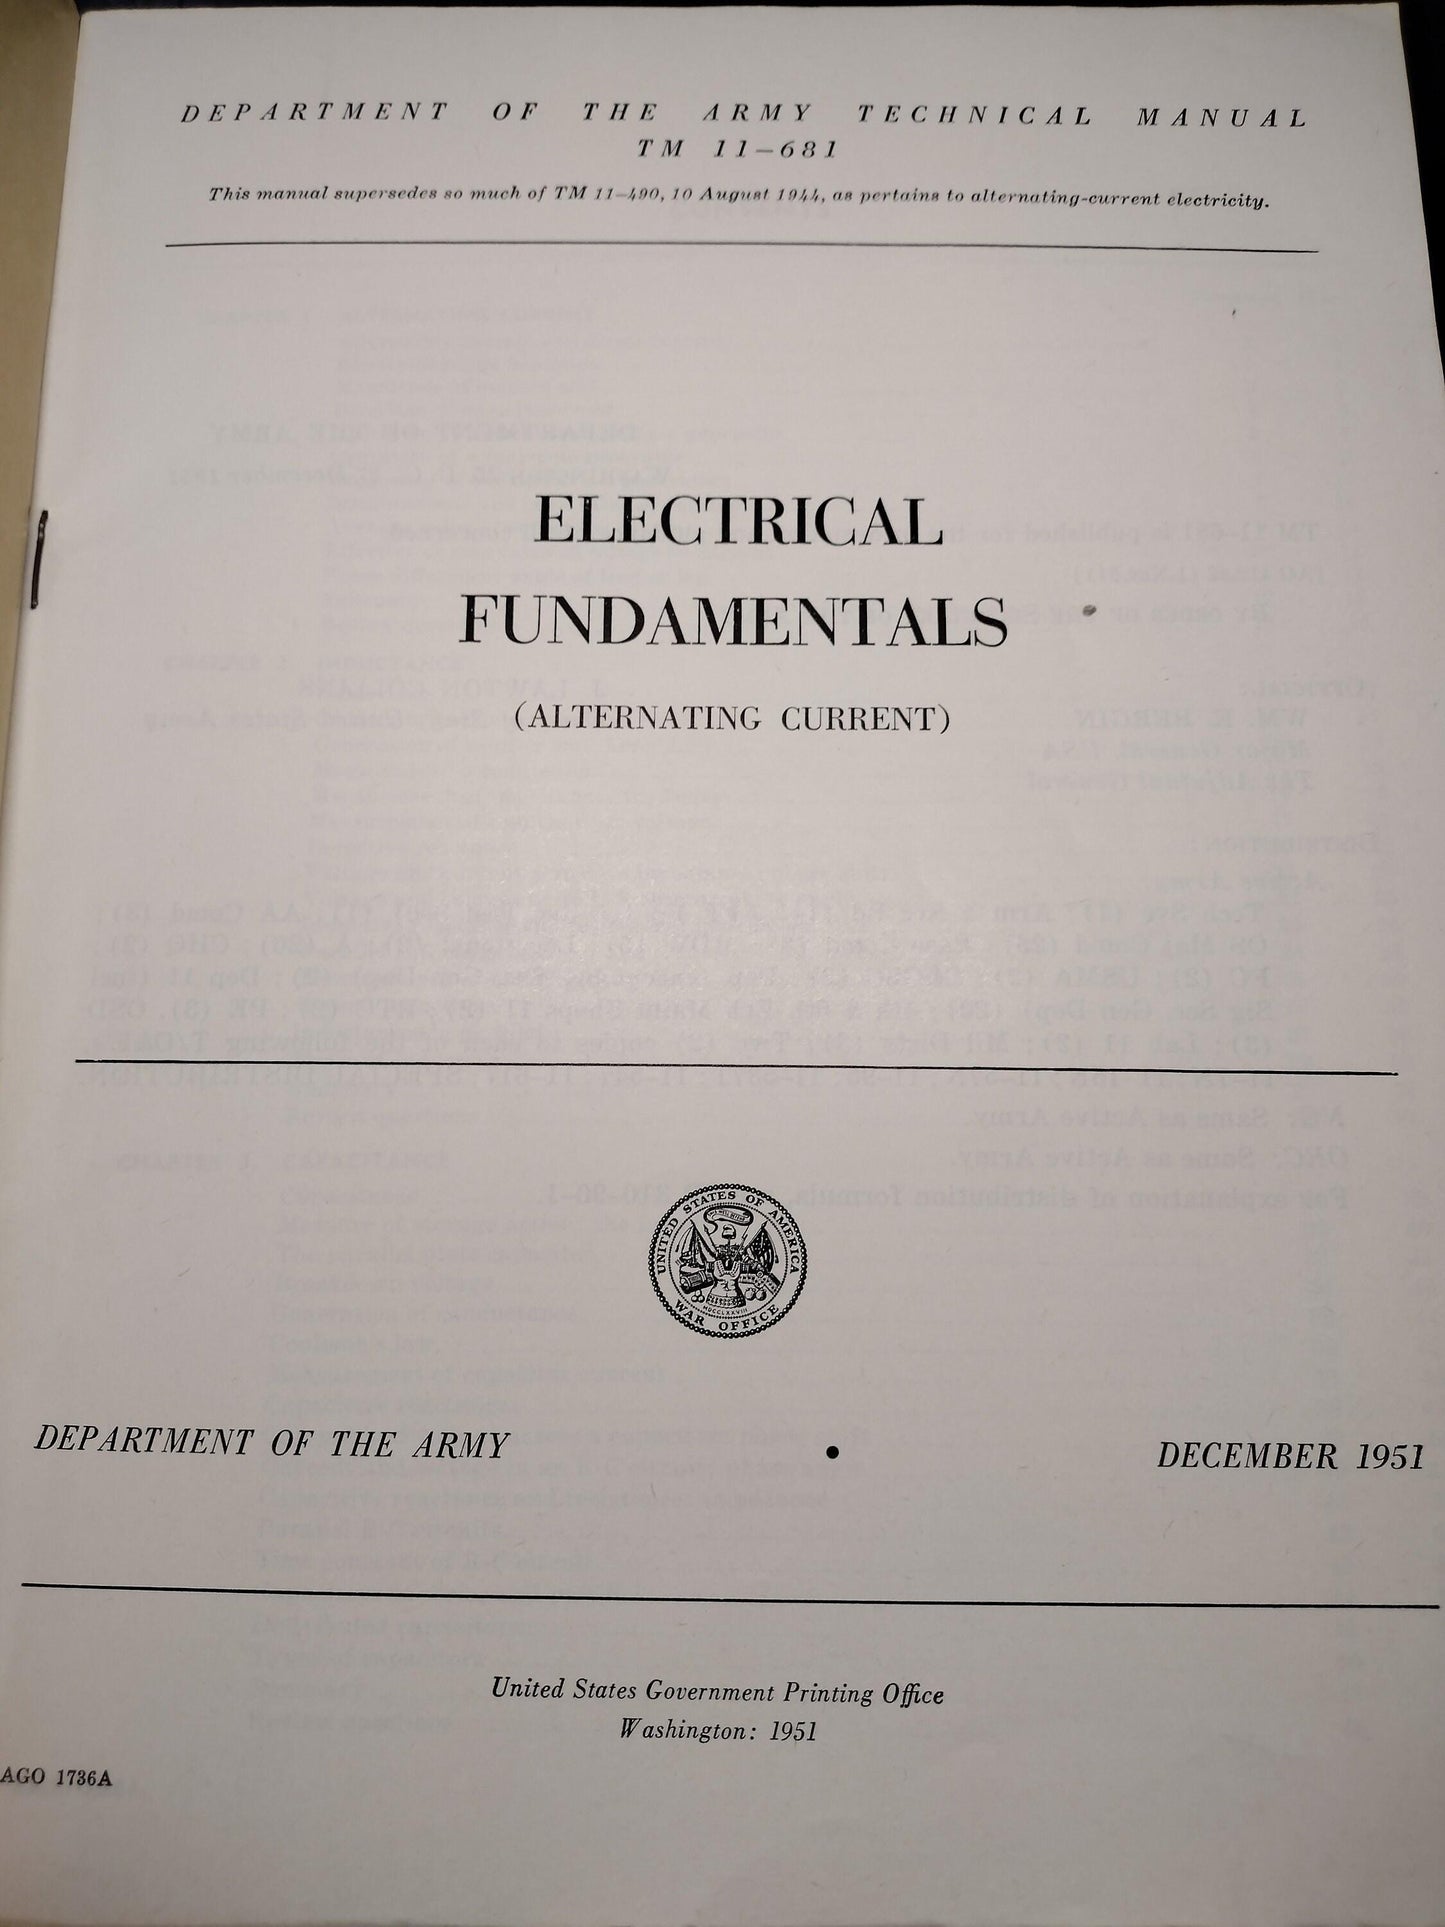 DEPARTMENT OF THE ARMY TECHNICAL MANUAL
TM 11-681
This manual supersedes so much of TM 11-490, 10 August 1944, as pertains to alternating-current electricity.
ELECTRICAL
FUNDAMENTALS
(ALTERNATING CURRENT)
UNITED STATES OF AMERICA
MDCCLXXVIII
WAR OFFICE
DEPARTMENT OF THE ARMY • DECEMBER 1951
United States Government Printing Office
Washington: 1951
AGO 1736A